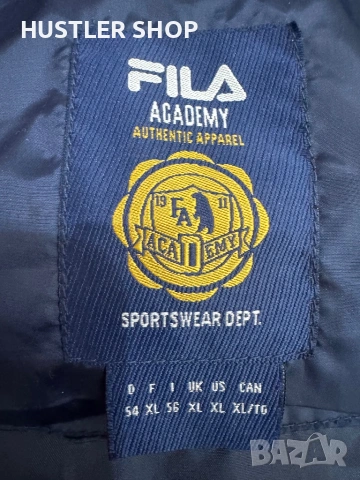 HUSTLER SHOP
FILA
ACADEMY
AUTHENTIC APPAREL
19 11
FA
ACADEMY
SPORTSWEAR DEPT.
D F I UK US CAN
54 XL 56 XL XL XL/TG
BAZAR